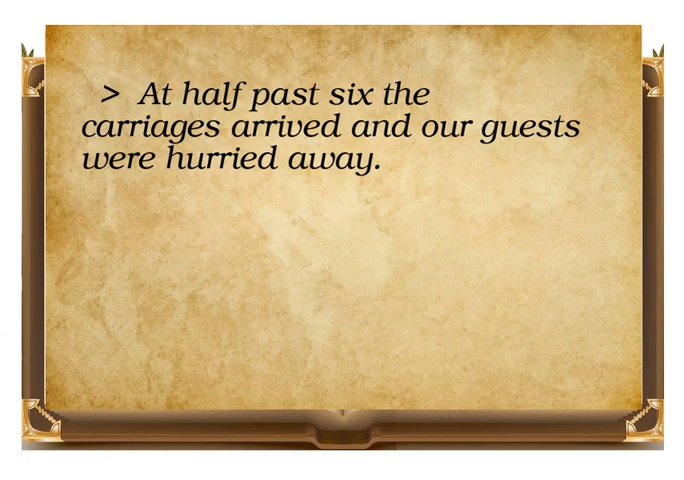 > At half past six the
carriages arrived and our guests
were hurried away.